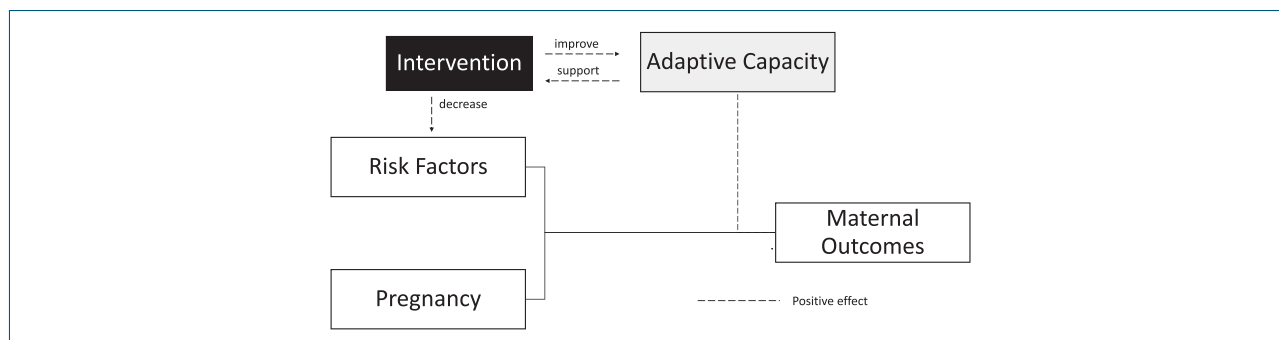 Intervention
improve
support
Adaptive Capacity
decrease
Risk Factors
Maternal
Outcomes
Pregnancy
Positive effect